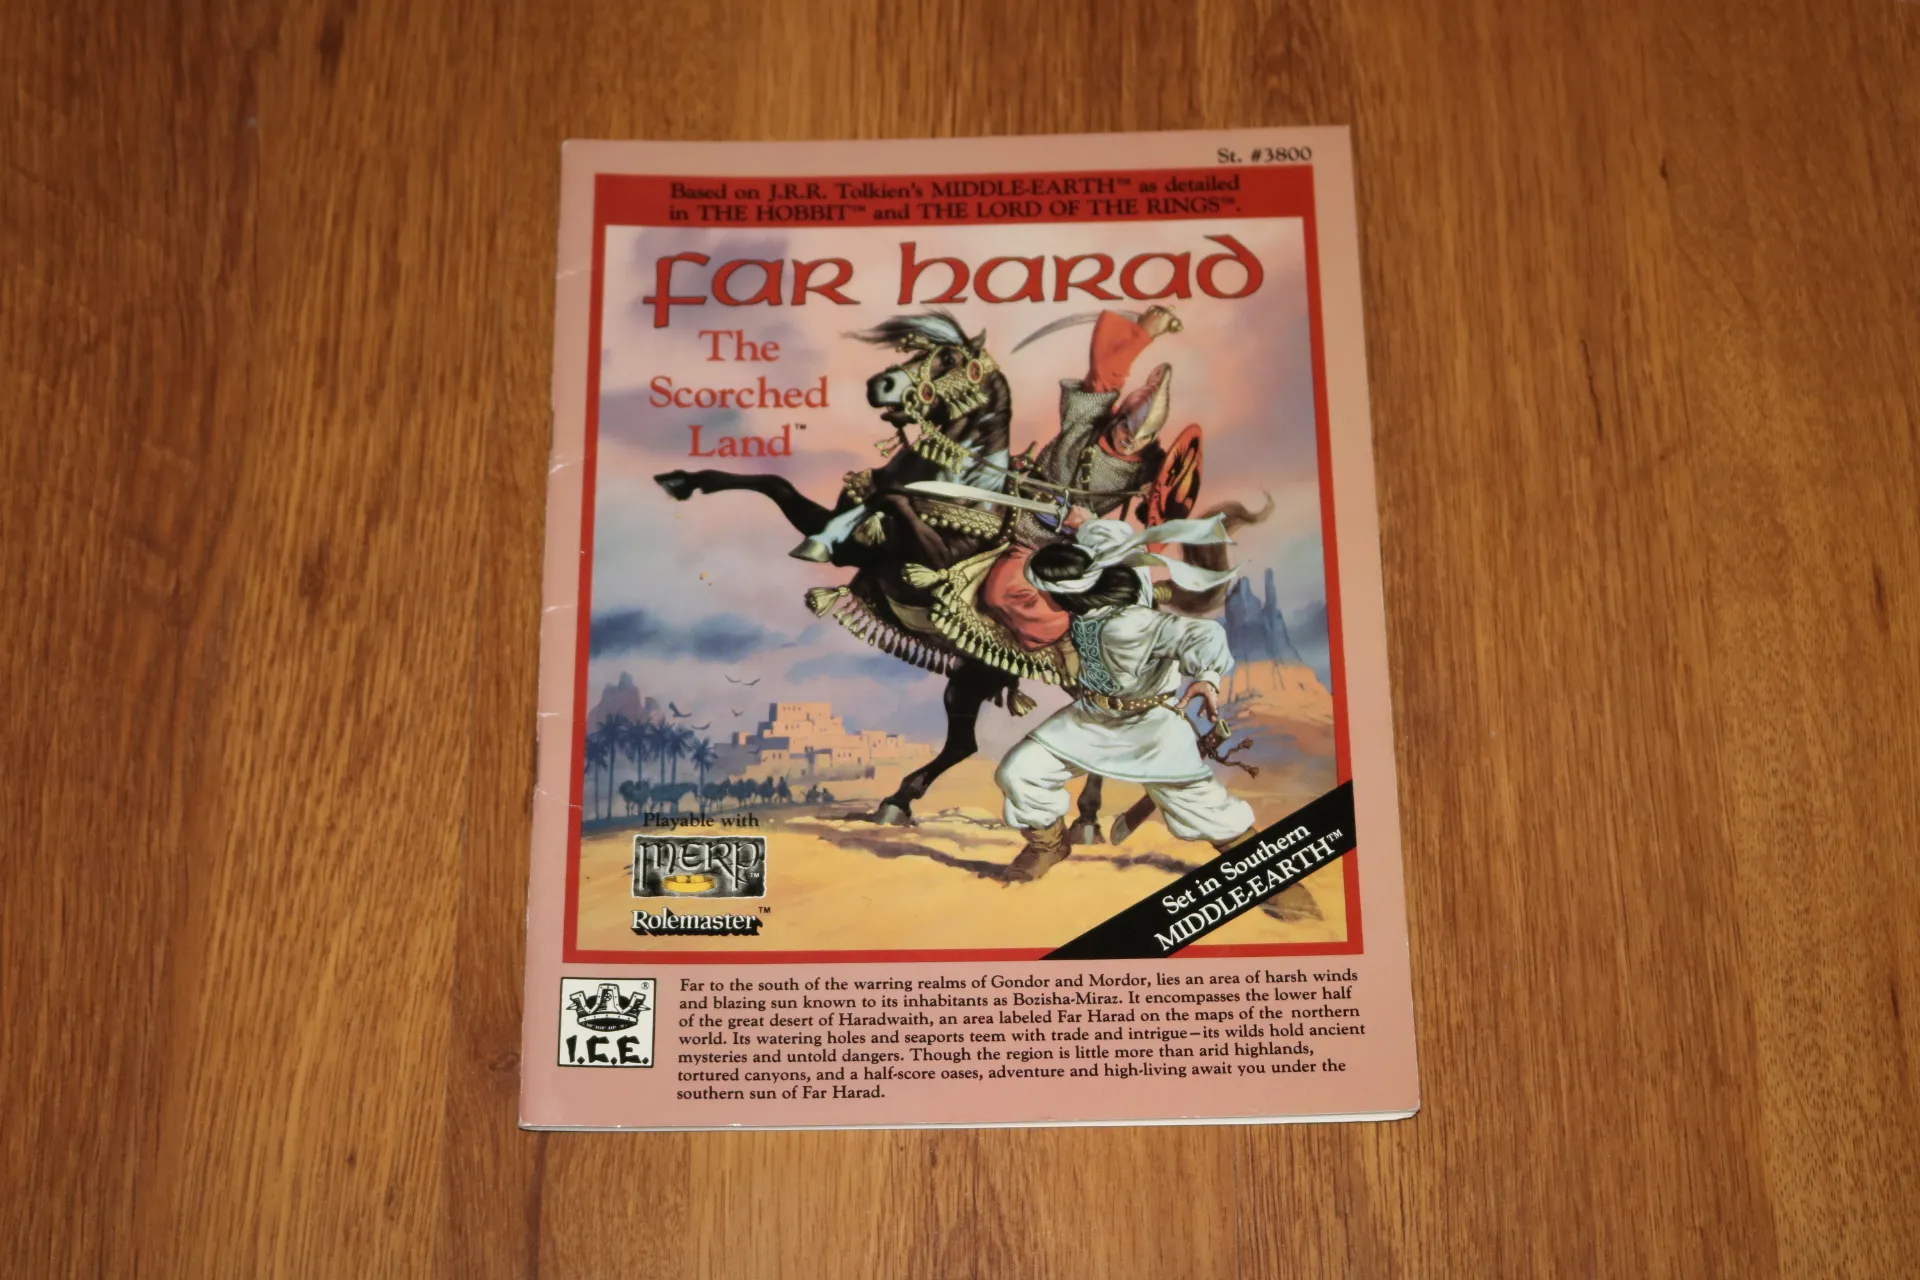 St. #3800
Based on J.R.R. Tolkien's MIDDLE-EARTH™ as detailed
in THE HOBBIT™ and THE LORD OF THE RINGS™.
Far Harad
The
Scorched
Land™
Playable with
MERP™
Rolemaster™
Set in Southern
MIDDLE-EARTH™
I.C.E.®
Far to the south of the warring realms of Gondor and Mordor, lies an area of harsh winds
and blazing sun known to its inhabitants as Bozisha-Miraz. It encompasses the lower half
of the great desert of Haradwaith, an area labeled Far Harad on the maps of the northern
world. Its watering holes and seaports teem with trade and intrigue—its wilds hold ancient
mysteries and untold dangers. Though the region is little more than arid highlands,
tortured canyons, and a half-score oases, adventure and high-living await you under the
southern sun of Far Harad.